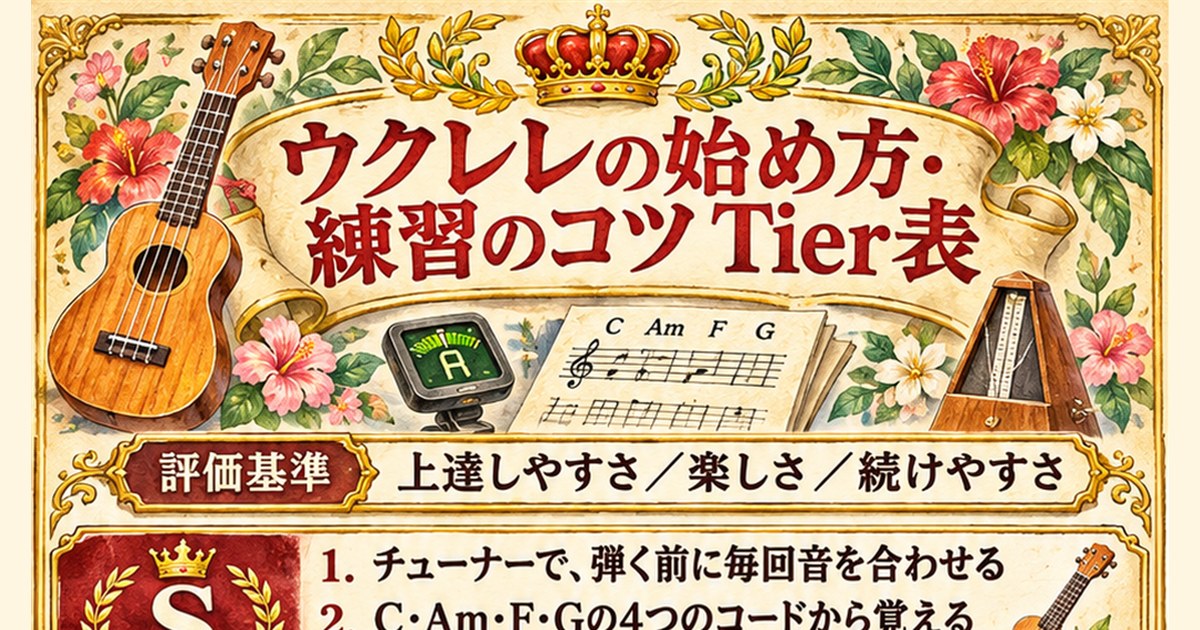 ウクレレの始め方・
練習のコツ Tier表
A
C Am F G
評価基準 上達しやすさ／楽しさ／続けやすさ
S
1. チューナーで、弾く前に毎回音を合わせる
2. C・Am・F・Gの4つのコードから覚える